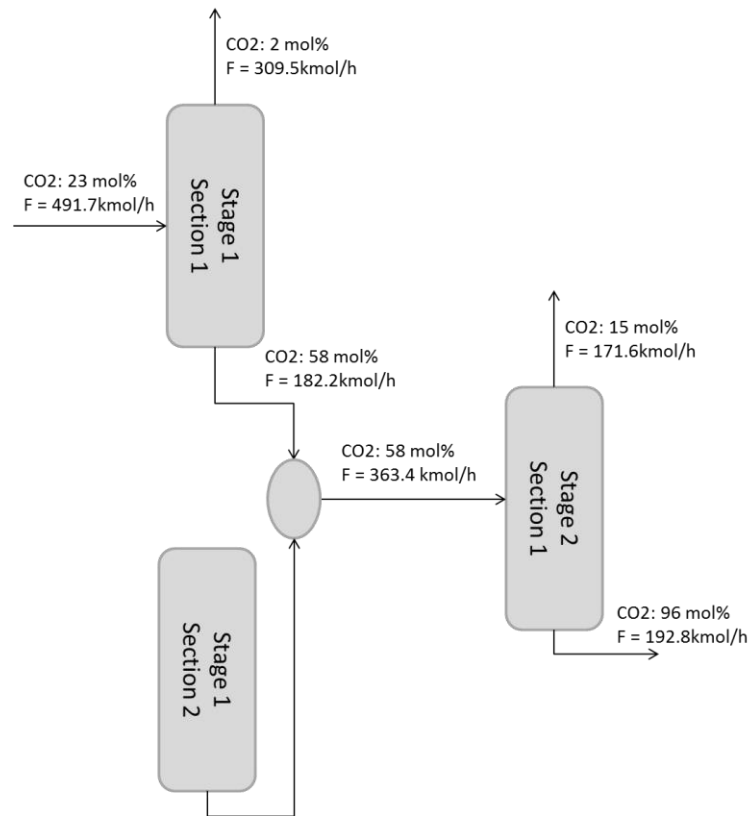 CO2: 2 mol%
F = 309.5kmol/h
CO2: 23 mol%
F = 491.7kmol/h
Stage 1
Section 1
CO2: 58 mol%
F = 182.2kmol/h
CO2: 15 mol%
F = 171.6kmol/h
CO2: 58 mol%
F = 363.4 kmol/h
Stage 2
Section 1
Stage 1
Section 2
CO2: 96 mol%
F = 192.8kmol/h